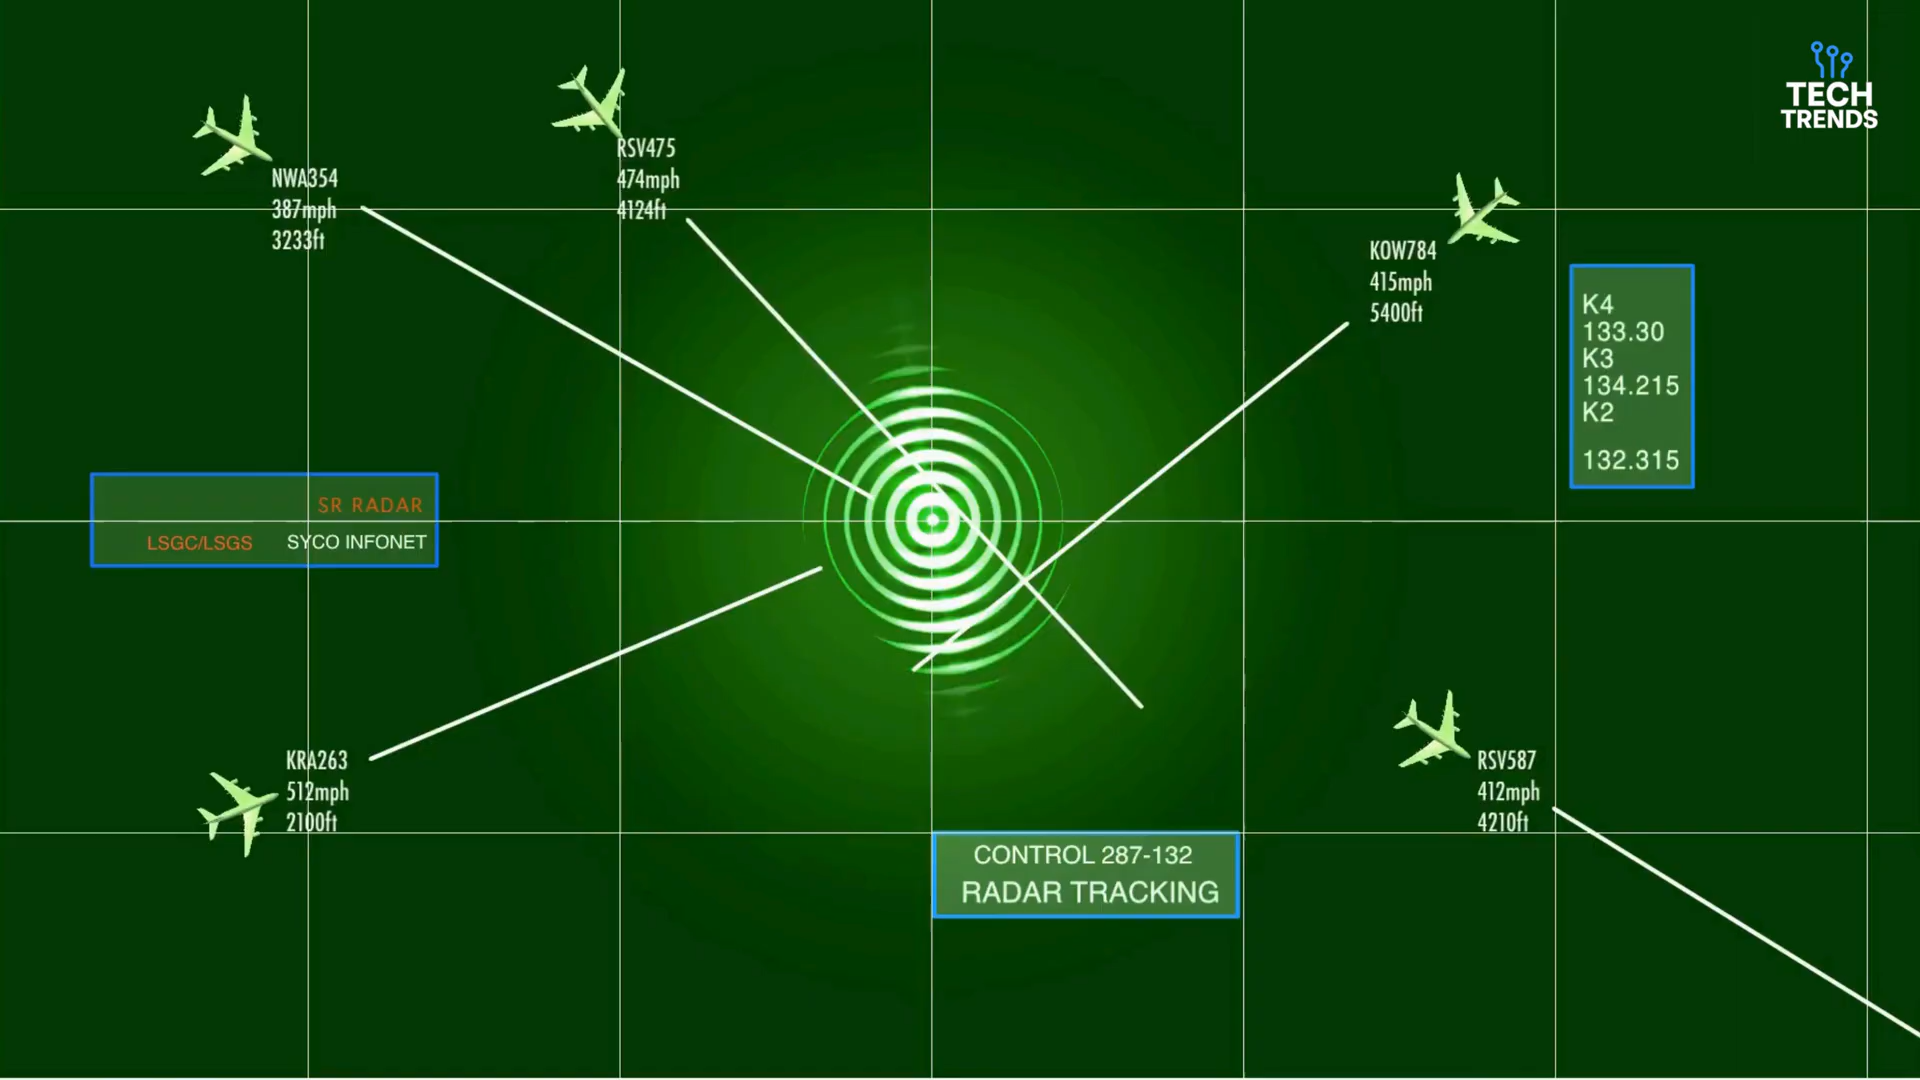 TECH
TRENDS
NWA354
387mph
3233ft
RSV475
474mph
4124ft
KOW784
415mph
5400ft
K4
133.30
K3
134.215
K2
132.315
SR RADAR
LSGC/LSGS SYCO INFONET
KRA263
512mph
2100ft
RSV587
412mph
4210ft
CONTROL 287-132
RADAR TRACKING